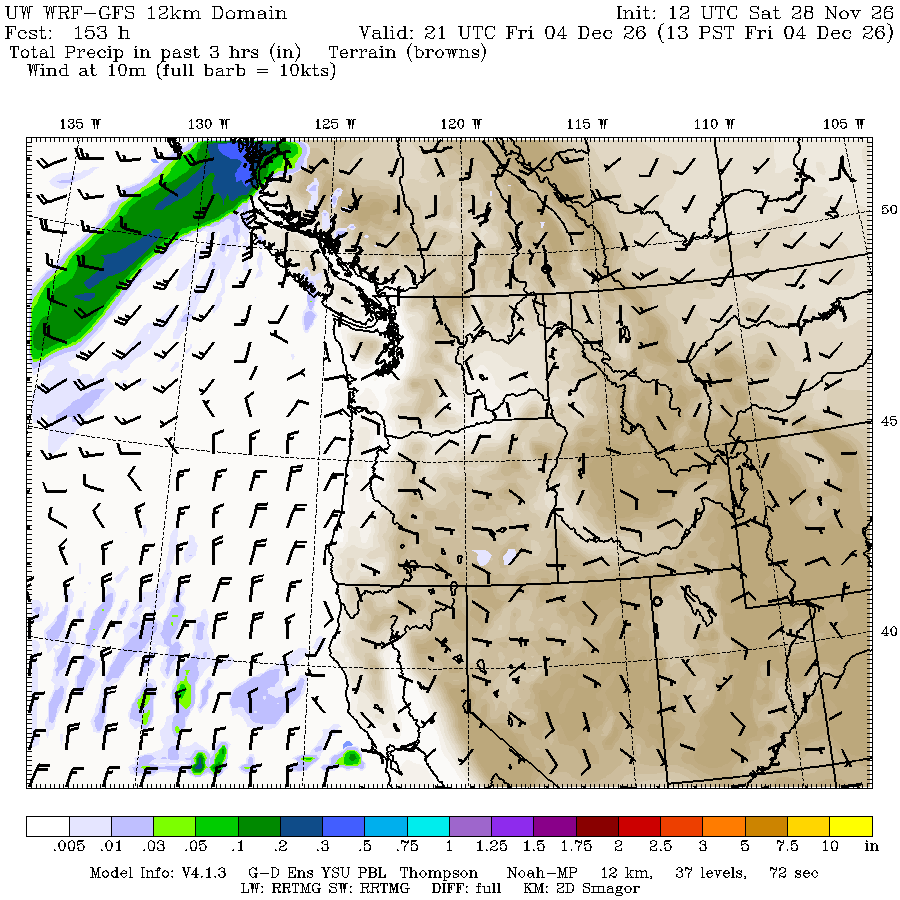 UW WRF-GFS 12km Domain Init: 12 UTC Sat 28 Nov 26
Fcst: 153 h Valid: 21 UTC Fri 04 Dec 26 (13 PST Fri 04 Dec 26)
Total Precip in past 3 hrs (in) Terrain (browns)
Wind at 10m (full barb = 10kts)
135 W 130 W 125 W 120 W 115 W 110 W 105 W
50
45
40
.005 .01 .03 .05 .1 .2 .3 .5 .75 1 1.25 1.5 1.75 2 2.5 3 5 7.5 10 in
Model Info: V4.1.3 G-D Ens YSU PBL Thompson Noah-MP 12 km, 37 levels, 72 sec
LW: RRTMG SW: RRTMG DIFF: full KM: 2D Smagor